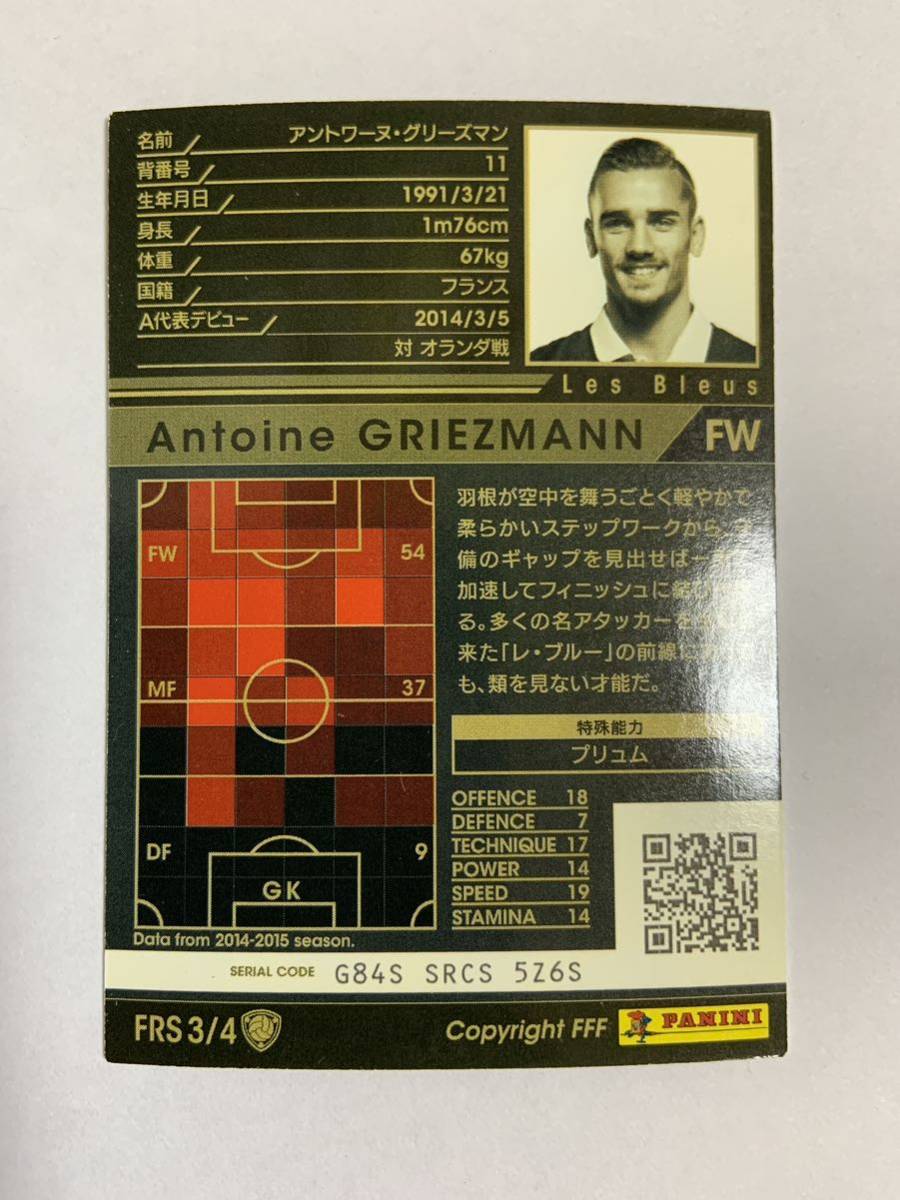 名前 アントワーヌ・グリーズマン
背番号 11
生年月日 1991/3/21
身長 1m76cm
体重 67kg
国籍 フランス
A代表デビュー 2014/3/5
対 オランダ戦
Les Bleus
Antoine GRIEZMANN FW
FW 54
MF 37
DF 9
GK
Data from 2014-2015 season.
羽根が空中を舞うごとく軽やかで
柔らかいステップワークから、
備のギャップを見出せば一
加速してフィニッシュに結
る。多くの名アタッカーを
来た「レ・ブルー」の前線に
も、類を見ない才能だ。
特殊能力
プリュム
OFFENCE 18
DEFENCE 7
TECHNIQUE 17
POWER 14
SPEED 19
STAMINA 14
SERIAL CODE G84S SRCS 5Z6S
FRS 3/4
Copyright FFF
PANINI